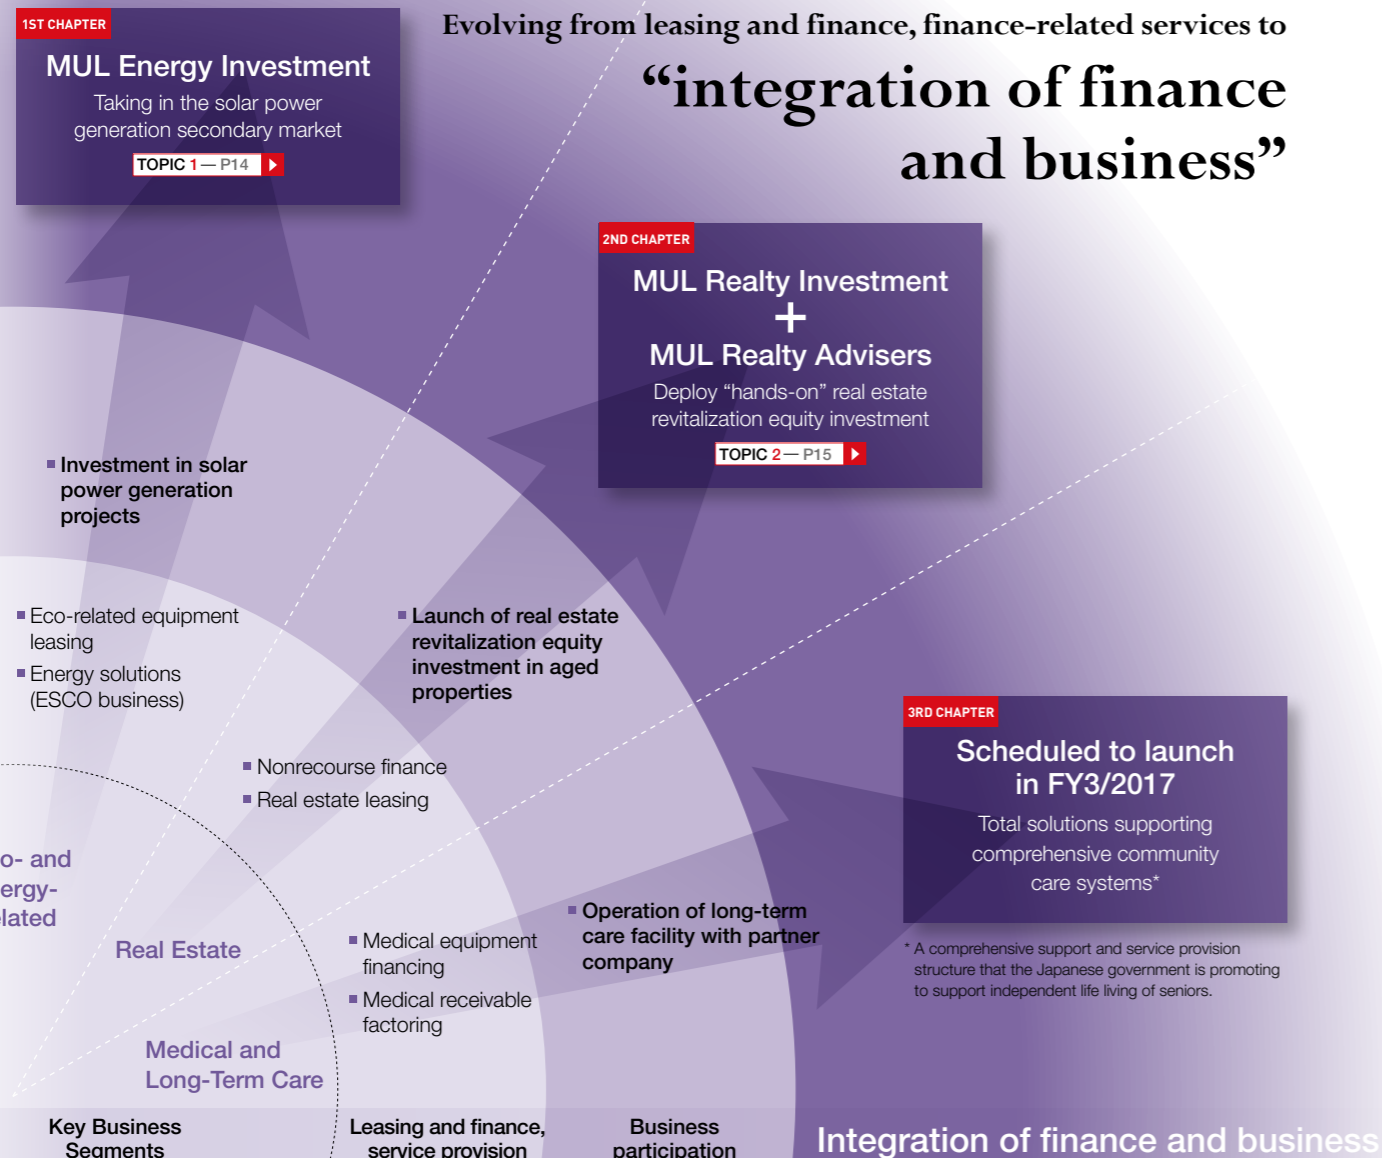 Evolving from leasing and finance, finance-related services to
“integration of finance
and business”
1ST CHAPTER
MUL Energy Investment
Taking in the solar power
generation secondary market
TOPIC 1 — P14
2ND CHAPTER
MUL Realty Investment
+
MUL Realty Advisers
Deploy “hands-on” real estate
revitalization equity investment
TOPIC 2 — P15
■ Investment in solar
power generation
projects
■ Eco-related equipment
leasing
■ Energy solutions
(ESCO business)
■ Launch of real estate
revitalization equity
investment in aged
properties
■ Nonrecourse finance
■ Real estate leasing
3RD CHAPTER
Scheduled to launch
in FY3/2017
Total solutions supporting
comprehensive community
care systems*
* A comprehensive support and service provision
structure that the Japanese government is promoting
to support independent life living of seniors.
o- and
ergy-
lated
Real Estate
■ Medical equipment
financing
■ Medical receivable
factoring
■ Operation of long-term
care facility with partner
company
Medical and
Long-Term Care
Key Business
Segments
Leasing and finance,
service provision
Business
participation
Integration of finance and business